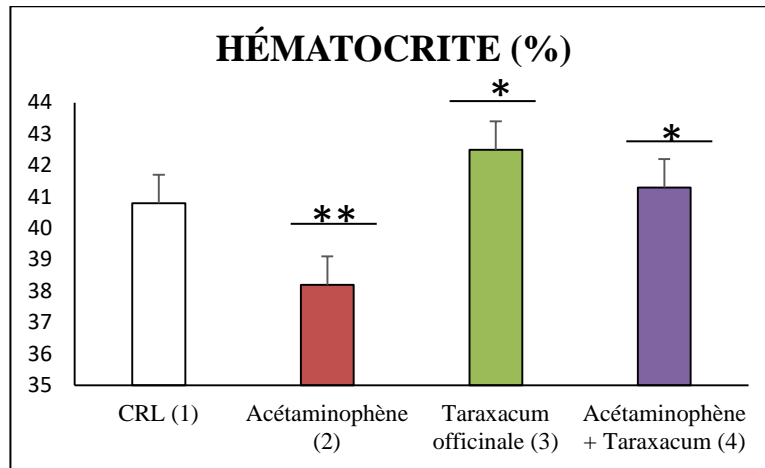 HÉMATOCRITE (%)
44
43
42
41
40
39
38
37
36
35
**
*
*
CRL (1)
Acétaminophène
(2)
Taraxacum
officinale (3)
Acétaminophène
+ Taraxacum (4)